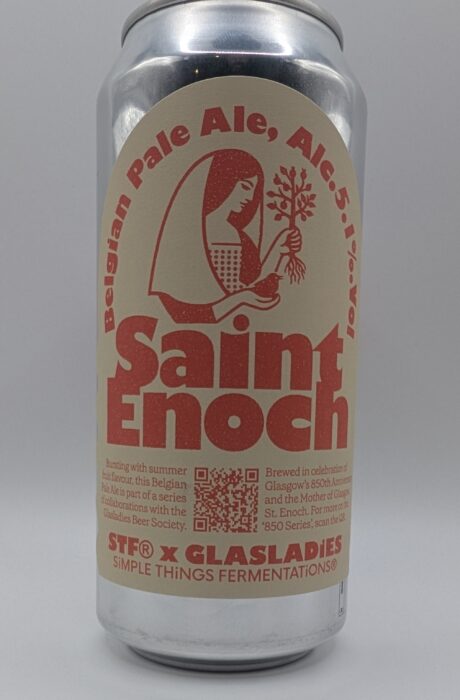 Belgian Pale Ale, Alc.5.1%.Vol
Saint
Enoch
Bursting with summer
fruit flavour, this Belgian
Pale Ale is part of a series
of collaborations with the
Glasladies Beer Society.
Brewed in celebration of
Glasgow's 850th Anniversary
and the Mother of Glasgow,
St. Enoch. For more on the
'850 Series', scan the QR.
STF® X GLASLADiES
SiMPLE THiNGS FERMENTATiONS®